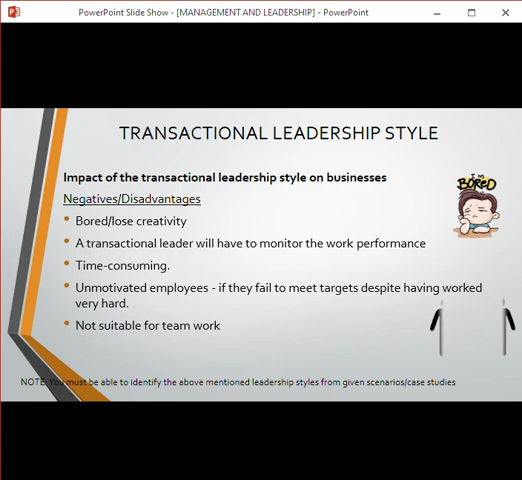 PowerPoint Slide Show - [MANAGEMENT AND LEADERSHIP] - PowerPoint
TRANSACTIONAL LEADERSHIP STYLE
Impact of the transactional leadership style on businesses
Negatives/Disadvantages
• Bored/lose creativity
• A transactional leader will have to monitor the work performance
• Time-consuming.
• Unmotivated employees - if they fail to meet targets despite having worked
very hard.
• Not suitable for team work
I'm
BORED
NOTE: You must be able to identify the above mentioned leadership styles from given scenarios/case studies